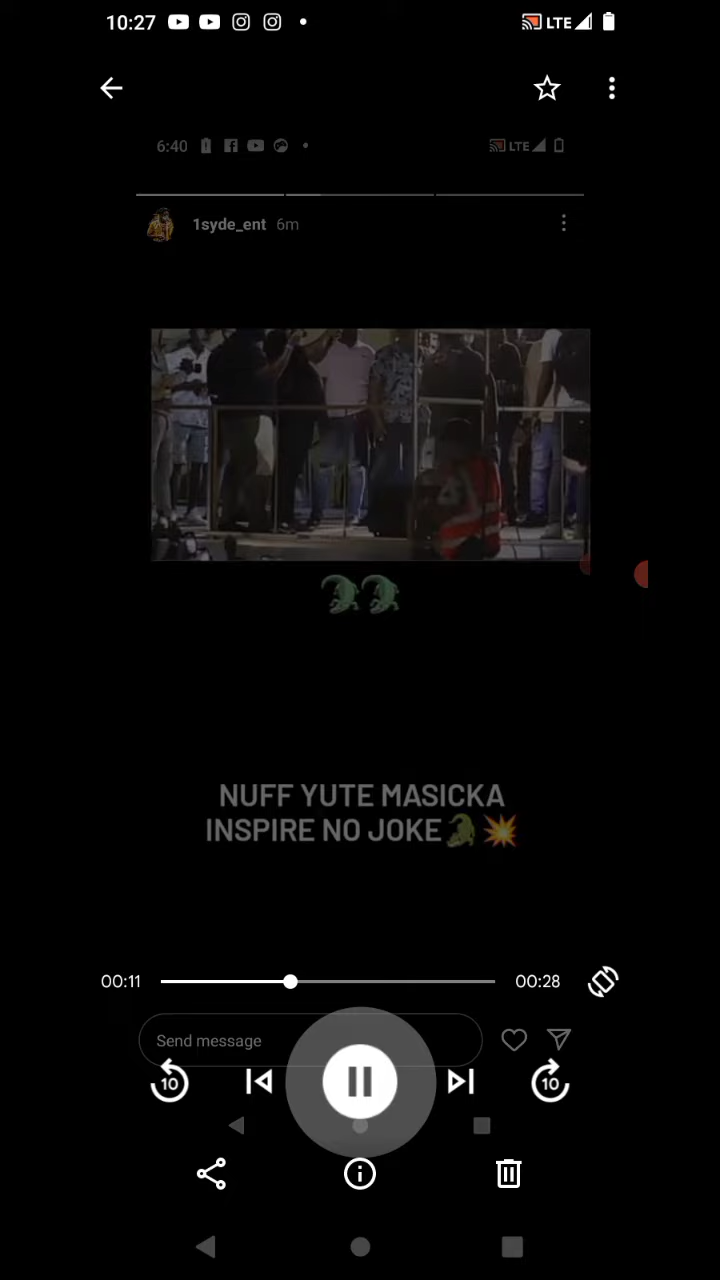 10:27
LTE
6:40
LTE
1syde_ent 6m
🐊🐊
NUFF YUTE MASICKA
INSPIRE NO JOKE🐊💥
00:11
00:28
Send message
10
10